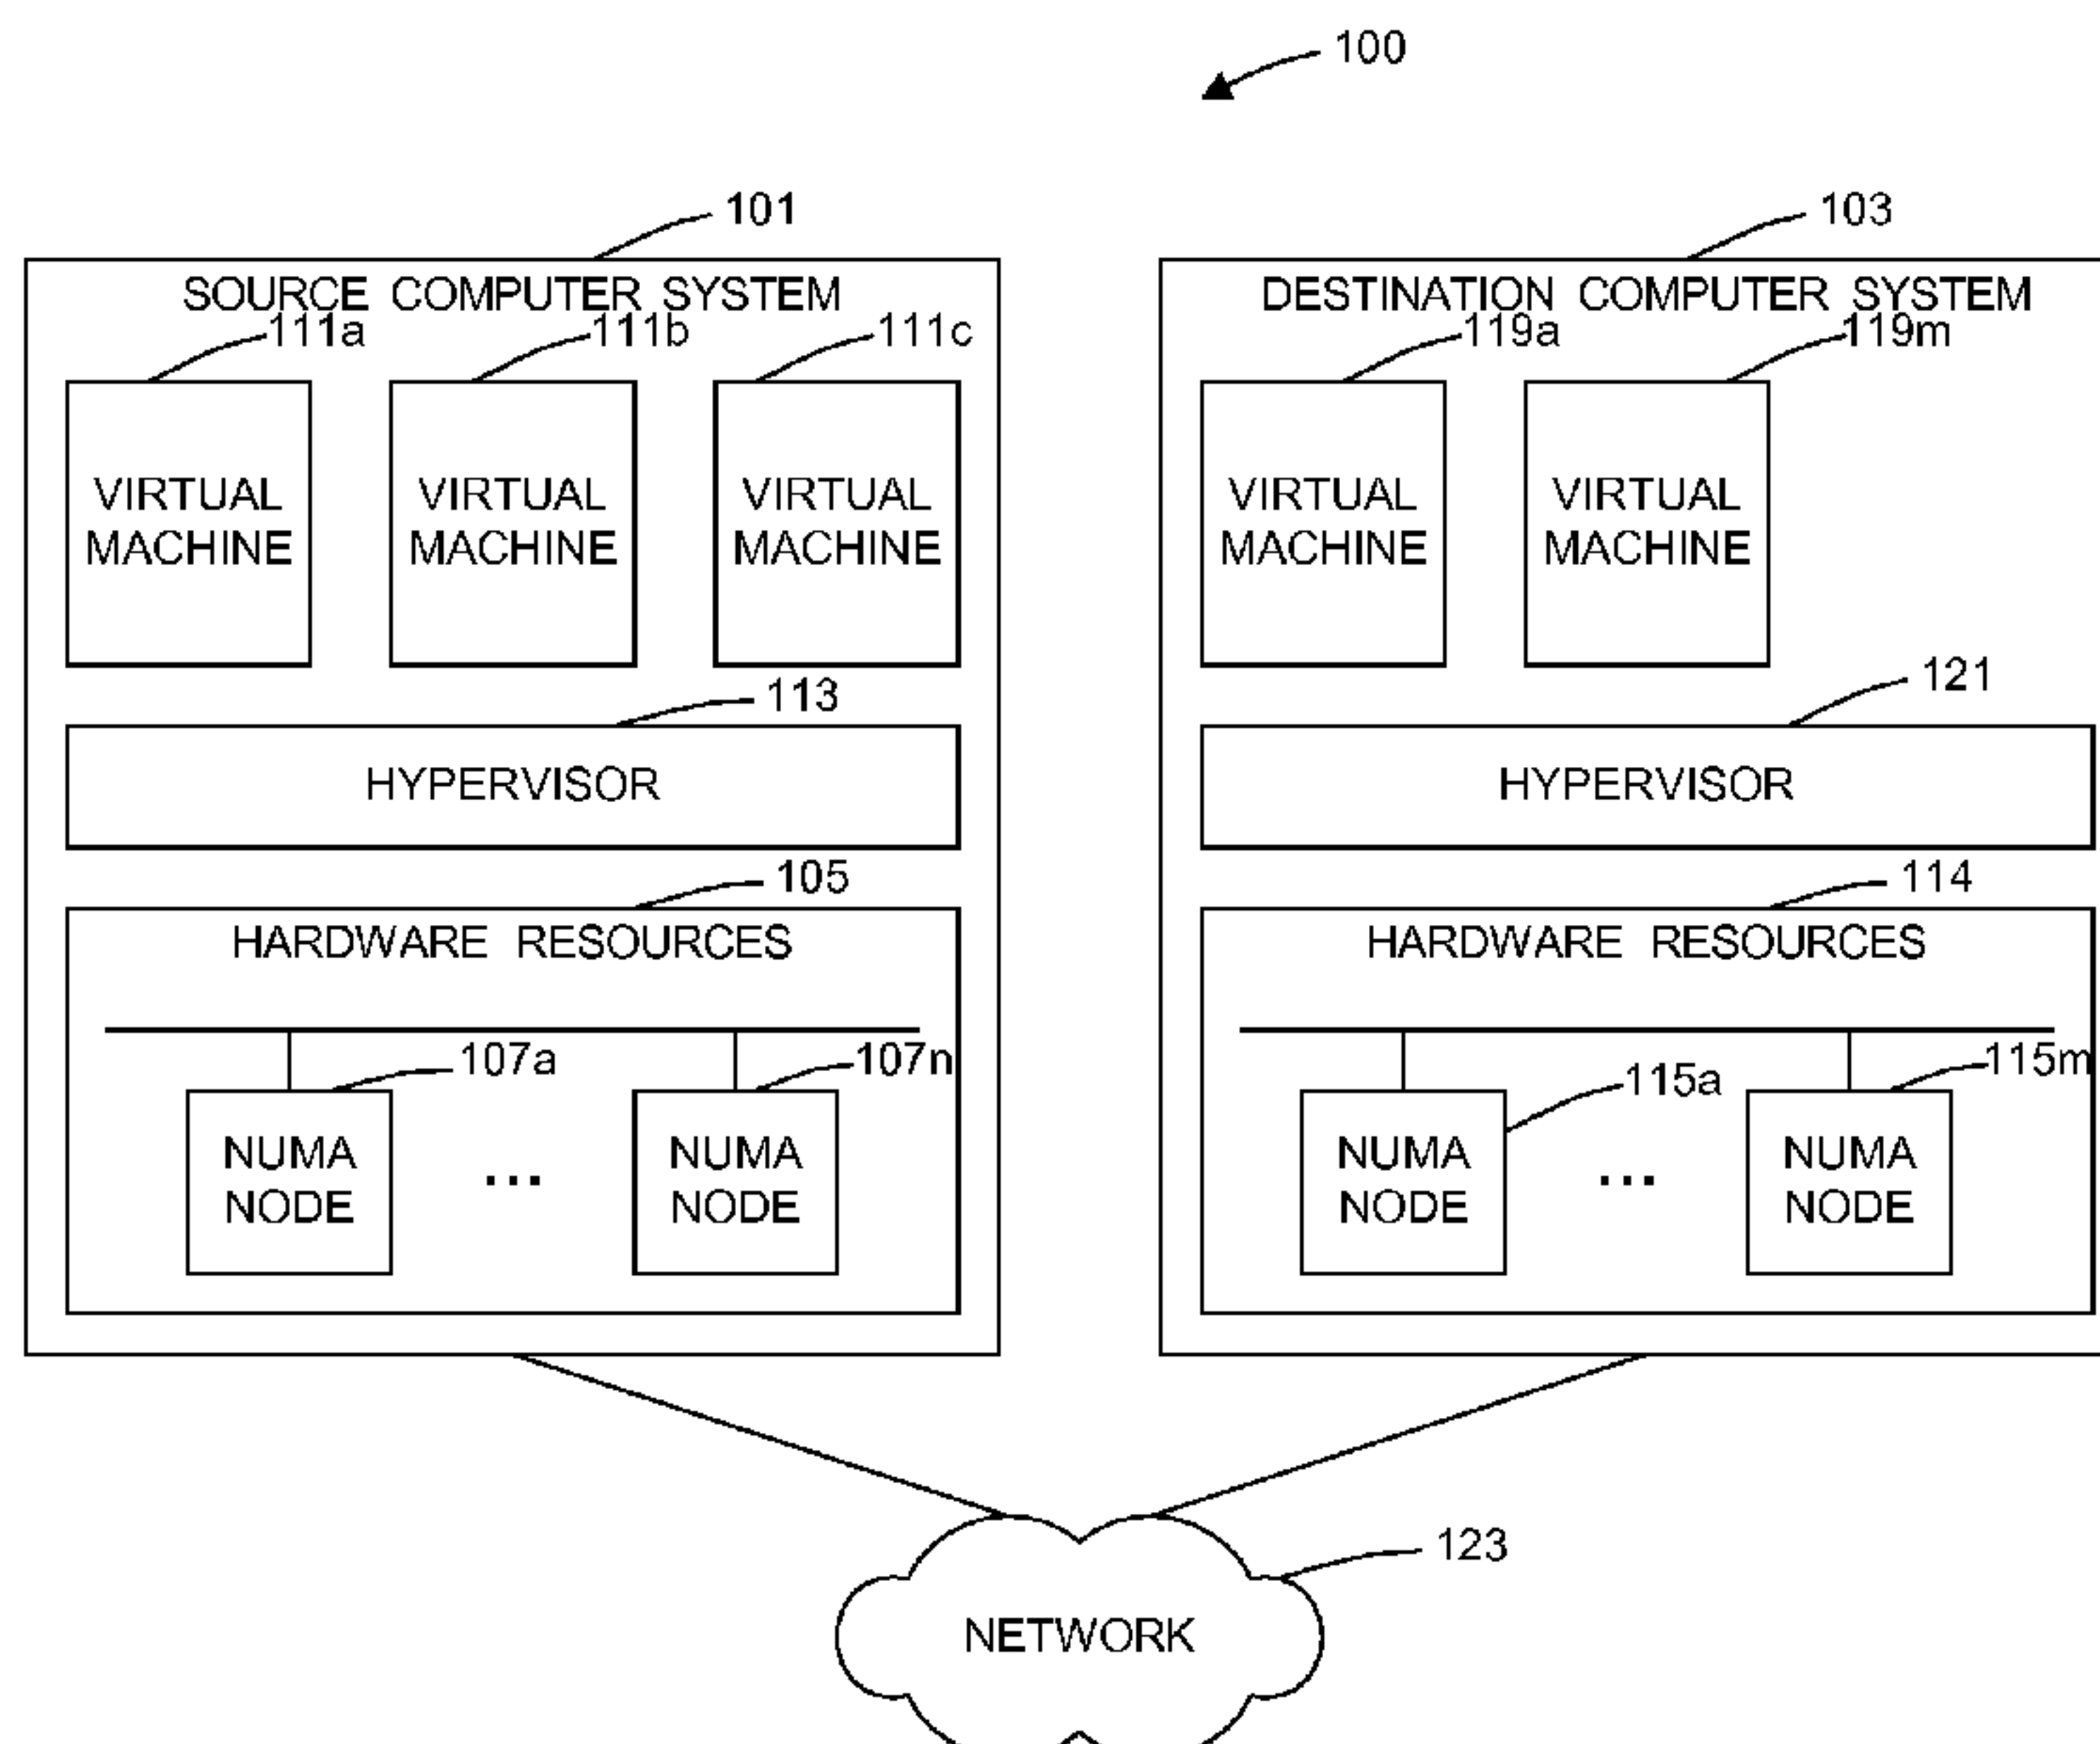 100
101
SOURCE COMPUTER SYSTEM
111a
111b
111c
VIRTUAL
MACHINE
VIRTUAL
MACHINE
VIRTUAL
MACHINE
113
HYPERVISOR
105
HARDWARE RESOURCES
107a
107n
NUMA
NODE
...
NUMA
NODE
103
DESTINATION COMPUTER SYSTEM
119a
119m
VIRTUAL
MACHINE
VIRTUAL
MACHINE
121
HYPERVISOR
114
HARDWARE RESOURCES
115a
115m
NUMA
NODE
...
NUMA
NODE
123
NETWORK